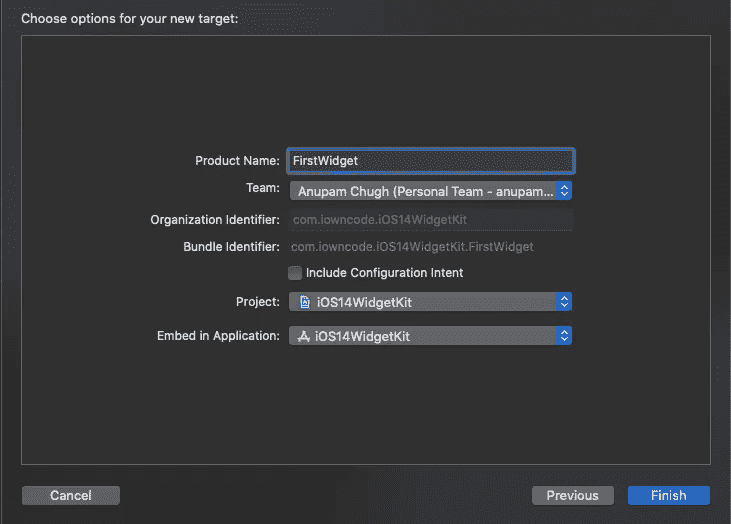 Choose options for your new target:
Product Name: FirstWidget
Team: Anupam Chugh (Personal Team - anupam...
Organization Identifier: com.iowncode.iOS14WidgetKit
Bundle Identifier: com.iowncode.iOS14WidgetKit.FirstWidget
Include Configuration Intent
Project: iOS14WidgetKit
Embed in Application: iOS14WidgetKit
Cancel Previous Finish